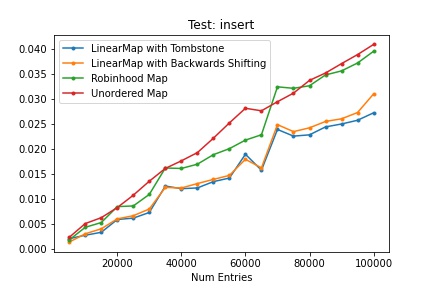 Test: insert
LinearMap with Tombstone
LinearMap with Backwards Shifting
Robinhood Map
Unordered Map
0.040
0.035
0.030
0.025
0.020
0.015
0.010
0.005
0.000
20000 40000 60000 80000 100000
Num Entries